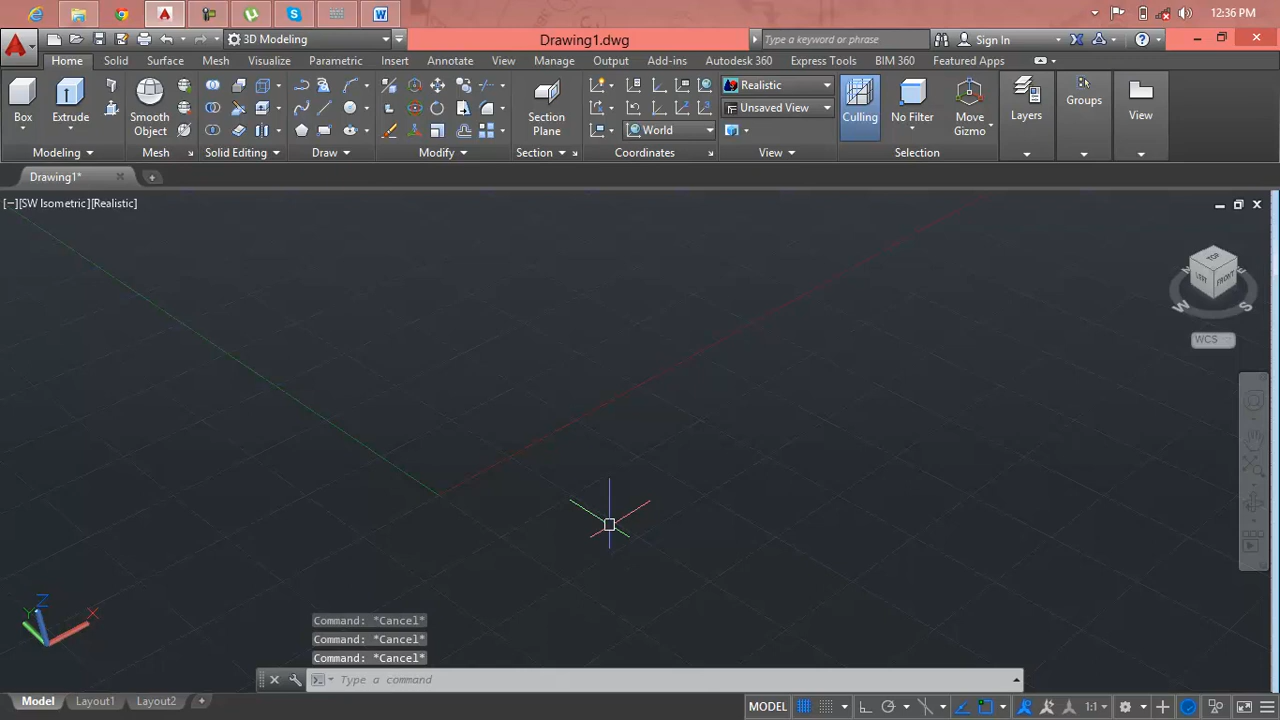 12:36 PM
3D Modeling
Drawing1.dwg
Type a keyword or phrase
Sign In
Home
Solid
Surface
Mesh
Visualize
Parametric
Insert
Annotate
View
Manage
Output
Add-ins
Autodesk 360
Express Tools
BIM 360
Featured Apps
Box
Extrude
Smooth
Object
Section
Plane
Realistic
Unsaved View
World
Culling
No Filter
Move
Gizmo
Layers
Groups
View
Modeling
Mesh
Solid Editing
Draw
Modify
Section
Coordinates
View
Selection
Drawing1*
[−][SW Isometric][Realistic]
TOP
LEFT
FRONT
N
E
W
S
WCS
Z
Y
X
Command: *Cancel*
Command: *Cancel*
Command: *Cancel*
Type a command
Model
Layout1
Layout2
MODEL
1:1